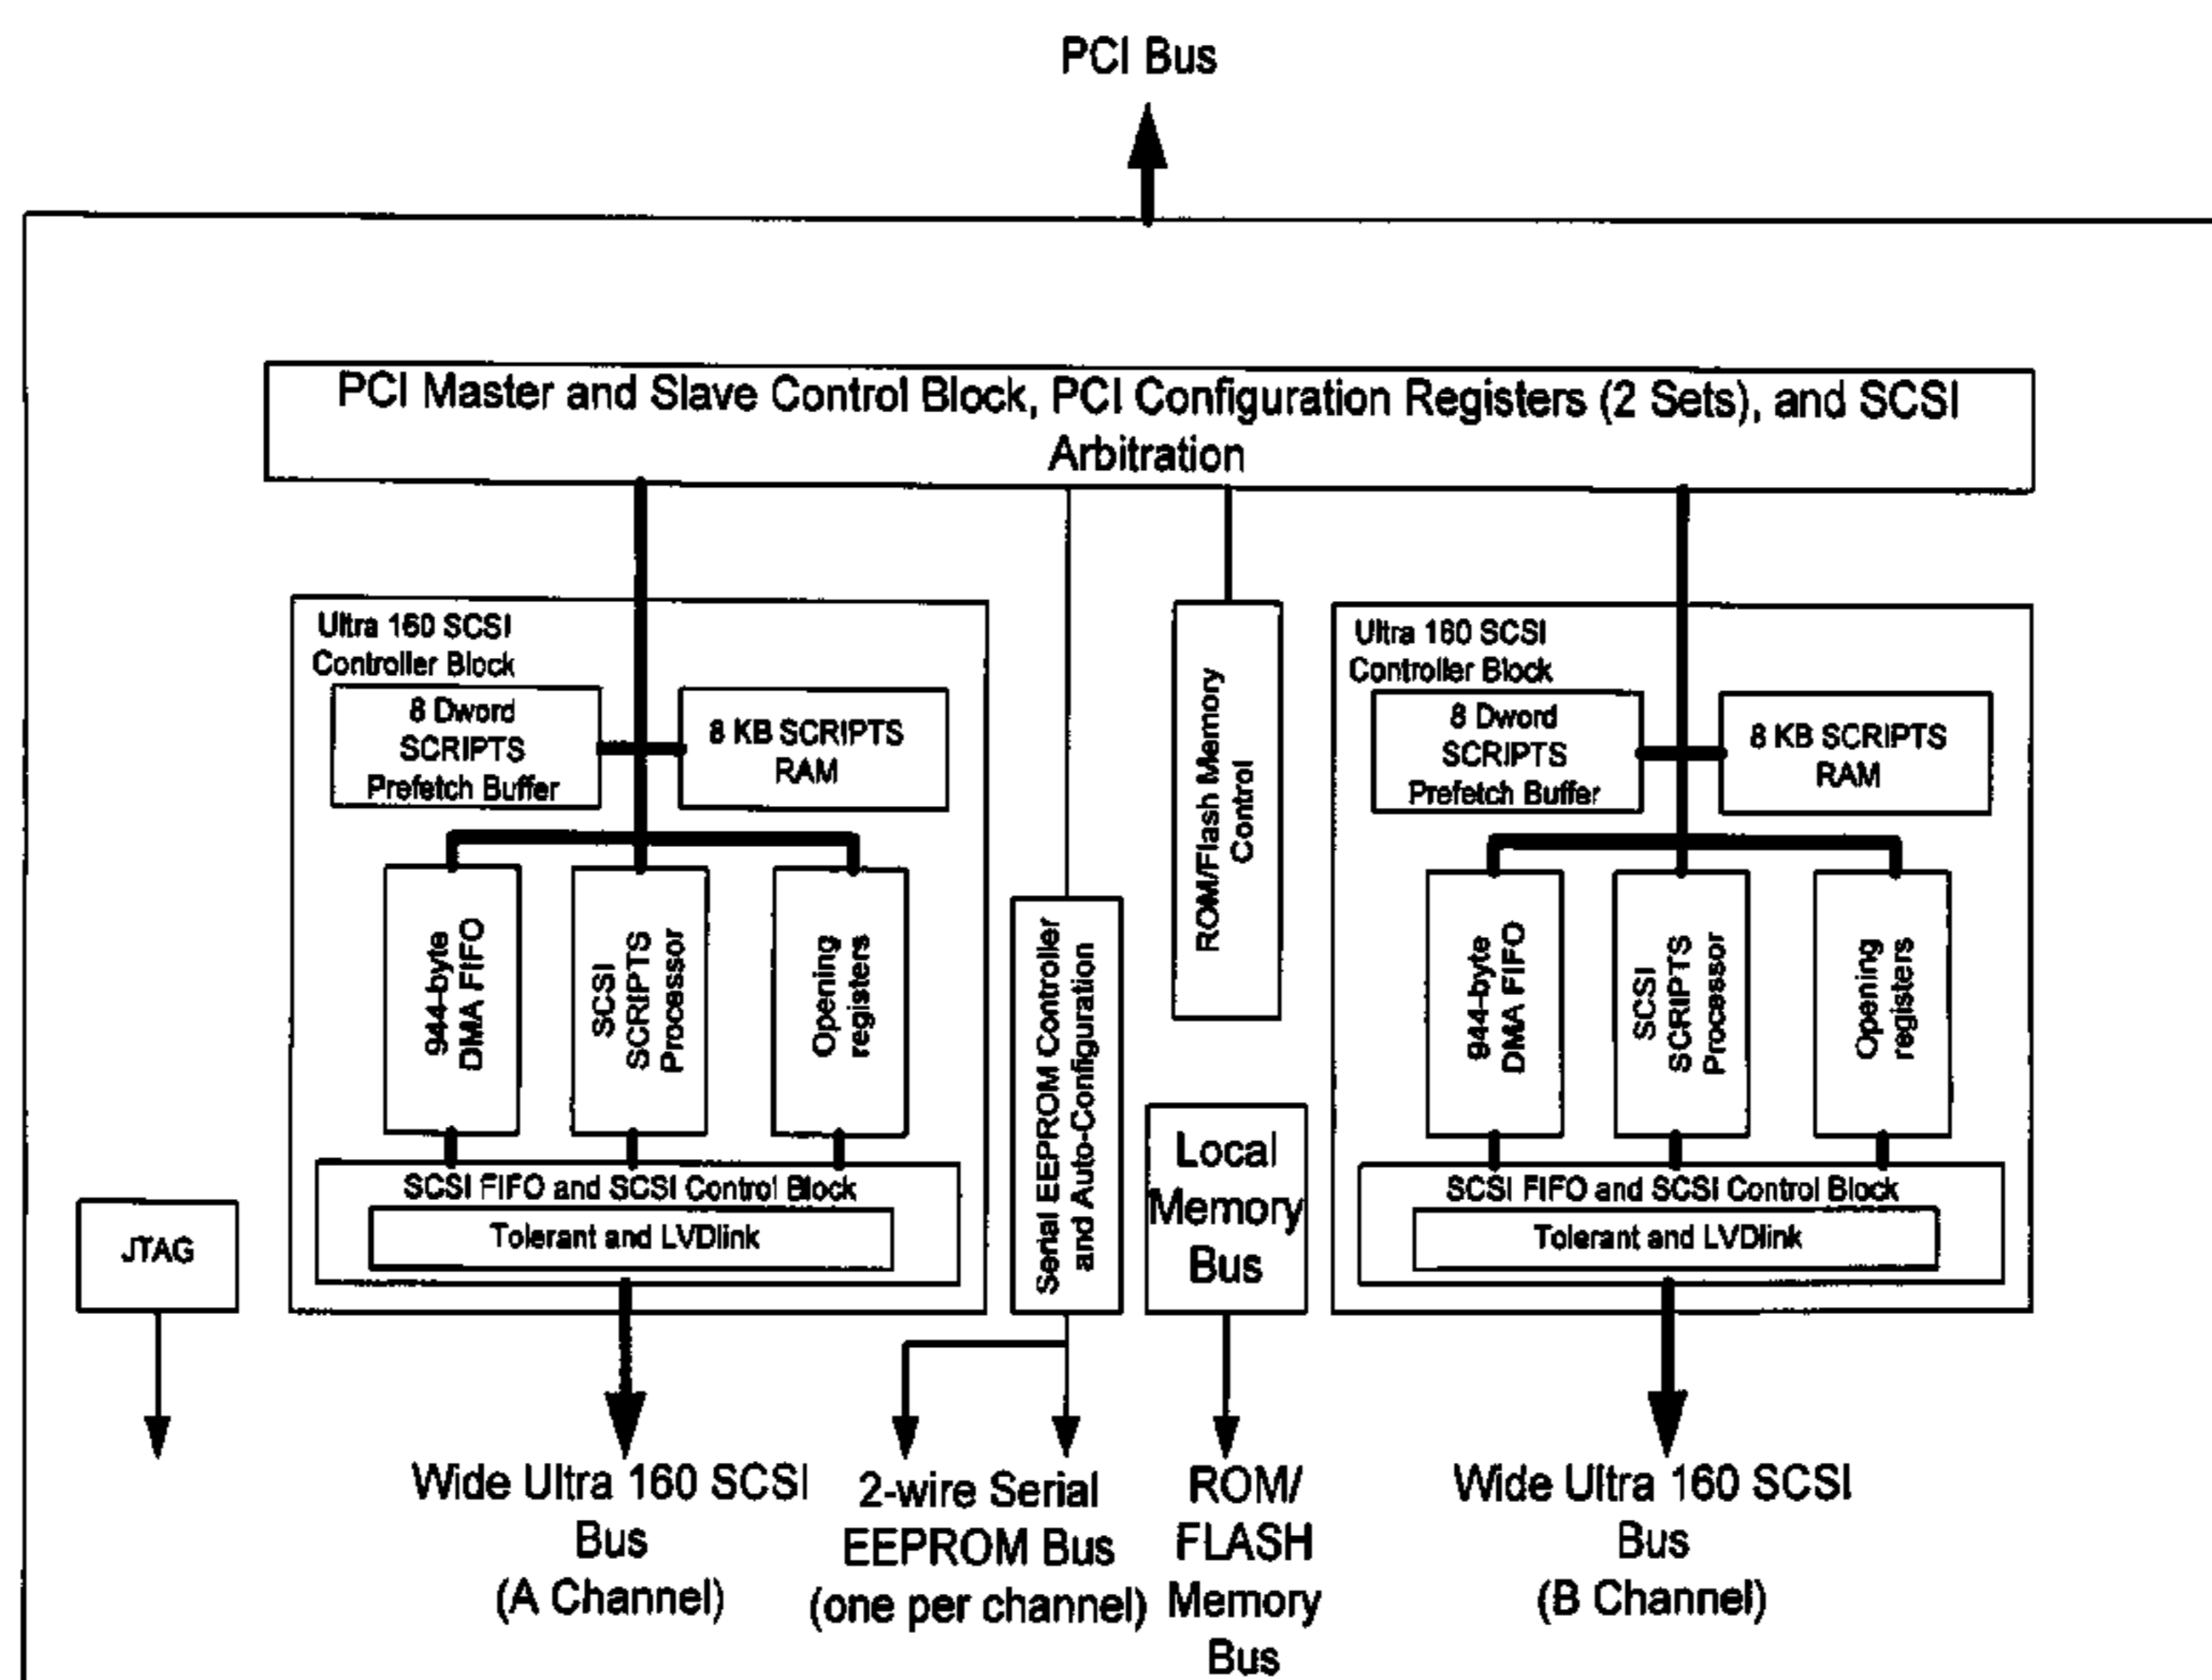 PCI Bus
PCI Master and Slave Control Block, PCI Configuration Registers (2 Sets), and SCSI
Arbitration
Ultra 160 SCSI
Controller Block
8 Dword
SCRIPTS
Prefetch Buffer
8 KB SCRIPTS
RAM
944-byte
DMA FIFO
SCSI
SCRIPTS
Processor
Opening
registers
SCSI FIFO and SCSI Control Block
Tolerant and LVDlink
JTAG
Serial EEPROM Controller
and Auto-Configuration
ROM/Flash Memory
Control
Local
Memory
Bus
Ultra 160 SCSI
Controller Block
8 Dword
SCRIPTS
Prefetch Buffer
8 KB SCRIPTS
RAM
944-byte
DMA FIFO
SCSI
SCRIPTS
Processor
Opening
registers
SCSI FIFO and SCSI Control Block
Tolerant and LVDlink
Wide Ultra 160 SCSI
Bus
(A Channel)
2-wire Serial
EEPROM Bus
(one per channel)
ROM/
FLASH
Memory
Bus
Wide Ultra 160 SCSI
Bus
(B Channel)